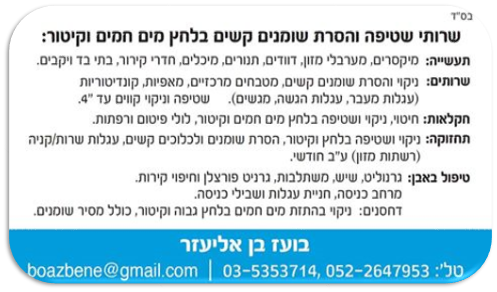 בס"ד
שרותי שטיפה והסרת שומנים קשים בלחץ מים חמים וקיטור:
תעשייה: מיקסרים, מערבלי מזון, דוודים, תנורים, מיכלים, חדרי קירור, בתי בד ויקבים.
שרותים: ניקוי והסרת שומנים קשים, מטבחים מרכזיים, מאפיות, קונדיטוריות
(עגלות מעבר, עגלות הגשה, מגשים). שטיפה וניקוי קווים עד 4".
חקלאות: חיטוי, ניקוי ושטיפה בלחץ מים חמים וקיטור, לולי פיטום ורפתות.
תחזוקה: ניקוי ושטיפה בלחץ וקיטור, הסרת שומנים ולכלוכים קשים, עגלות שרות/קניה
(רשתות מזון) ע"ב חודשי.
טיפול באבן: גרנוליט, שיש, משתלבות, גרניט פורצלן וחיפוי קירות.
מרחב כניסה, חניית עגלות ושבילי כניסה.
דחסנים: ניקוי בהתזת מים חמים בלחץ גבוה וקיטור, כולל מסיר שומנים.
בועז בן אליעזר
טל': 03-5353714, 052-2647953 | boazbene@gmail.com